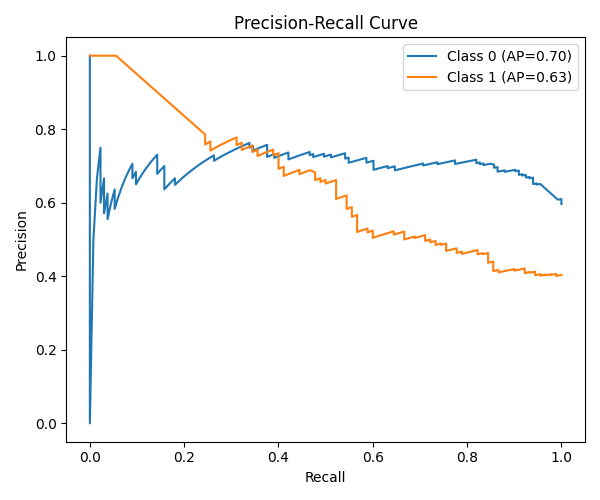 Precision-Recall Curve
Class 0 (AP=0.70)
Class 1 (AP=0.63)
Precision
1.0
0.8
0.6
0.4
0.2
0.0
0.0 0.2 0.4 0.6 0.8 1.0
Recall